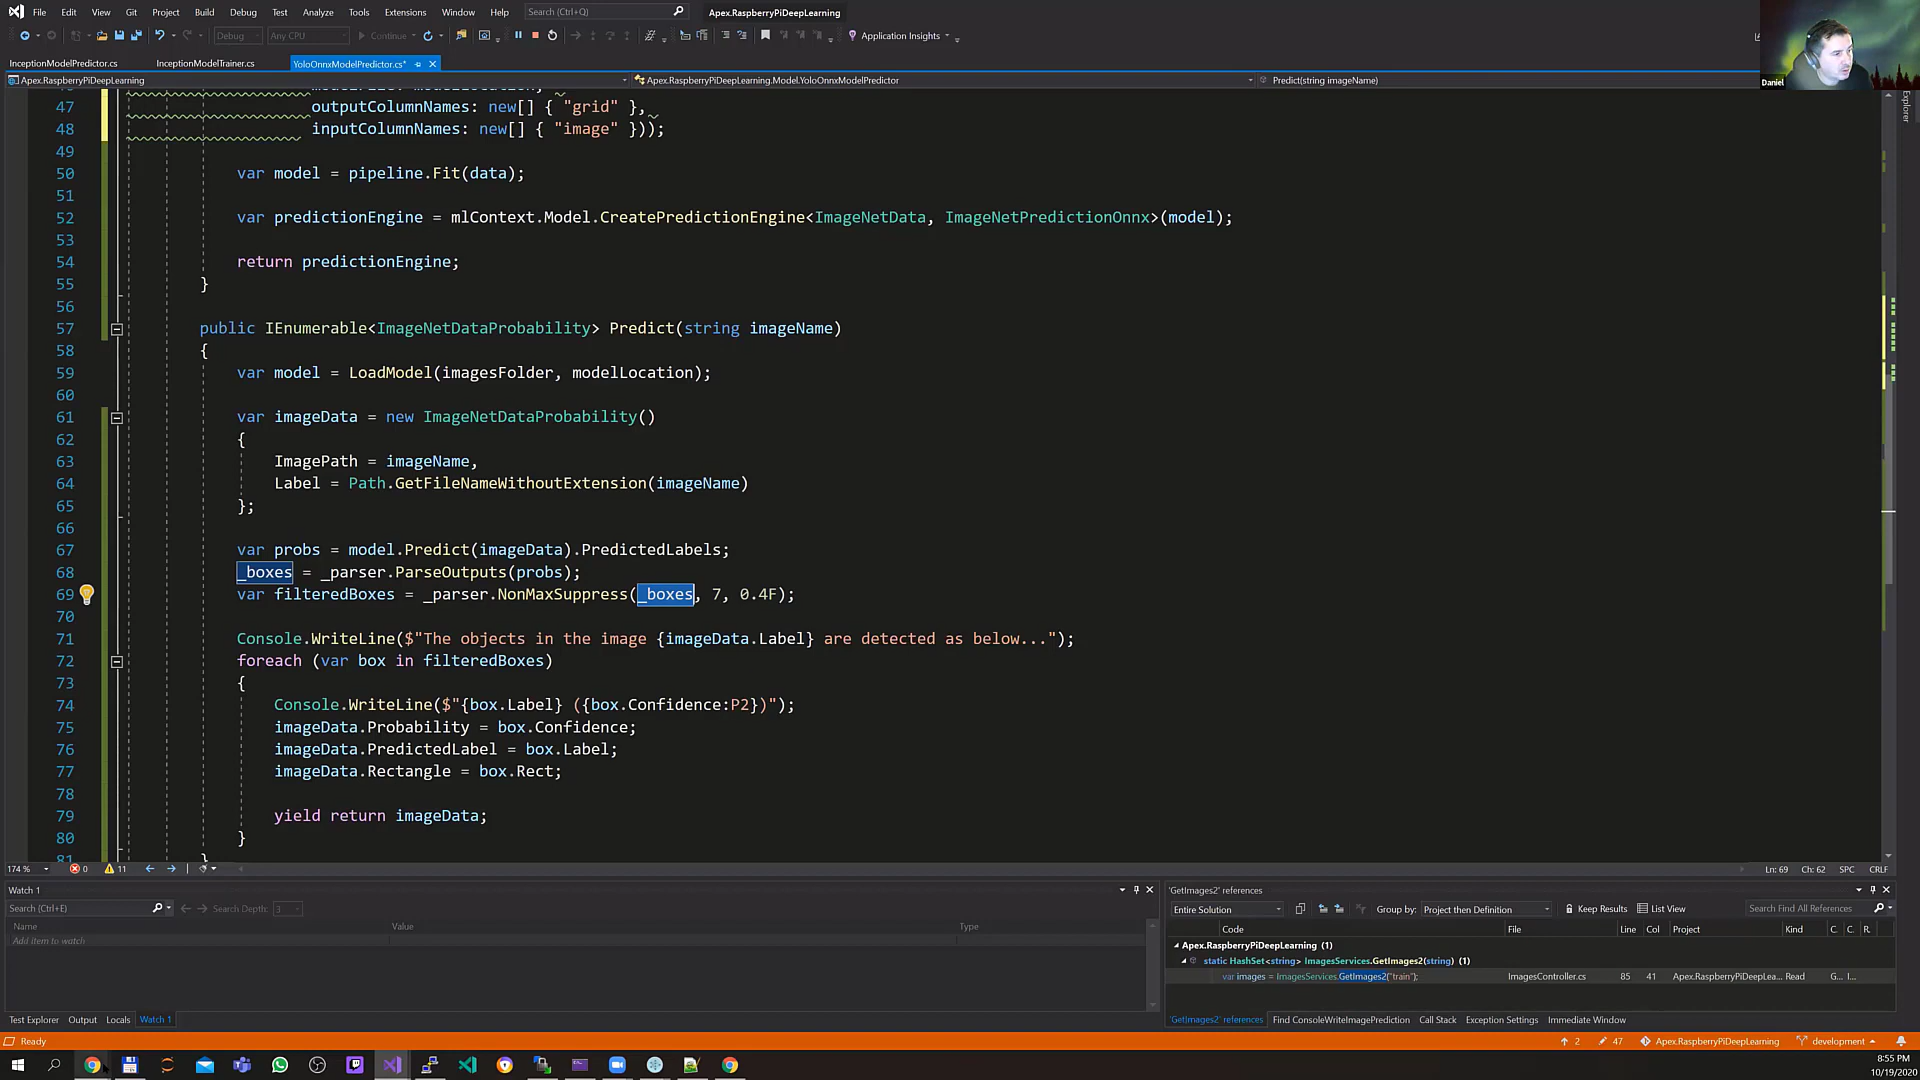 File Edit View Git Project Build Debug Test Analyze Tools Extensions Window Help Search (Ctrl+Q) Apex.RaspberryPiDeepLearning
Debug Any CPU Continue Application Insights
Daniel
InceptionModelPredictor.cs InceptionModelTrainer.cs YoloOnnxModelPredictor.cs*
Apex.RaspberryPiDeepLearning Apex.RaspberryPiDeepLearning.Model.YoloOnnxModelPredictor Predict(string imageName)
Explorer
47 outputColumnNames: new[] { "grid" },
48 inputColumnNames: new[] { "image" }));
49
50 var model = pipeline.Fit(data);
51
52 var predictionEngine = mlContext.Model.CreatePredictionEngine<ImageNetData, ImageNetPredictionOnnx>(model);
53
54 return predictionEngine;
55 }
56
57 public IEnumerable<ImageNetDataProbability> Predict(string imageName)
58 {
59 var model = LoadModel(imagesFolder, modelLocation);
60
61 var imageData = new ImageNetDataProbability()
62 {
63 ImagePath = imageName,
64 Label = Path.GetFileNameWithoutExtension(imageName)
65 };
66
67 var probs = model.Predict(imageData).PredictedLabels;
68 _boxes = _parser.ParseOutputs(probs);
69 var filteredBoxes = _parser.NonMaxSuppress(_boxes, 7, 0.4F);
70
71 Console.WriteLine($"The objects in the image {imageData.Label} are detected as below...");
72 foreach (var box in filteredBoxes)
73 {
74 Console.WriteLine($"{box.Label} ({box.Confidence:P2})");
75 imageData.Probability = box.Confidence;
76 imageData.PredictedLabel = box.Label;
77 imageData.Rectangle = box.Rect;
78
79 yield return imageData;
80 }
81 }
174 % 0 11 Ln: 69 Ch: 62 SPC CRLF
Watch 1
Search (Ctrl+E) Search Depth: 3
Name Value Type
Add item to watch
Test Explorer Output Locals Watch 1
'GetImages2' references
Entire Solution Group by: Project then Definition Keep Results List View Search Find All References
Code File Line Col Project Kind C. C. R.
Apex.RaspberryPiDeepLearning (1)
static HashSet<string> ImagesServices.GetImages2(string) (1)
var images = ImagesServices.GetImages2("train"); ImagesController.cs 85 41 Apex.RaspberryPiDeepLea... Read G... I...
'GetImages2' references Find ConsoleWriteImagePrediction Call Stack Exception Settings Immediate Window
Ready 2 47 Apex.RaspberryPiDeepLearning development
8:55 PM
10/19/2020